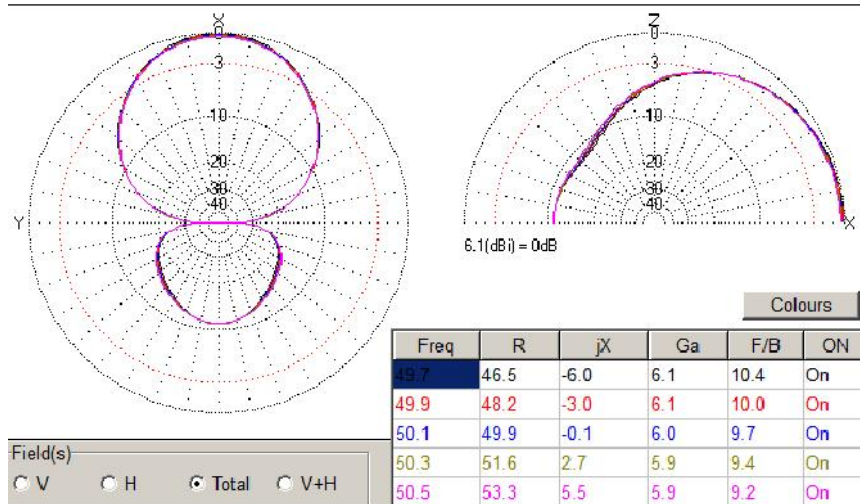 X
0
3
10
20
30
40
Y
Z
0
3
10
20
30
40
X
6.1(dBi) = 0dB
Colours
Freq R jX Ga F/B ON
49.7 46.5 -6.0 6.1 10.4 On
49.9 48.2 -3.0 6.1 10.0 On
50.1 49.9 -0.1 6.0 9.7 On
50.3 51.6 2.7 5.9 9.4 On
50.5 53.3 5.5 5.9 9.2 On
Field(s)
V H Total V+H